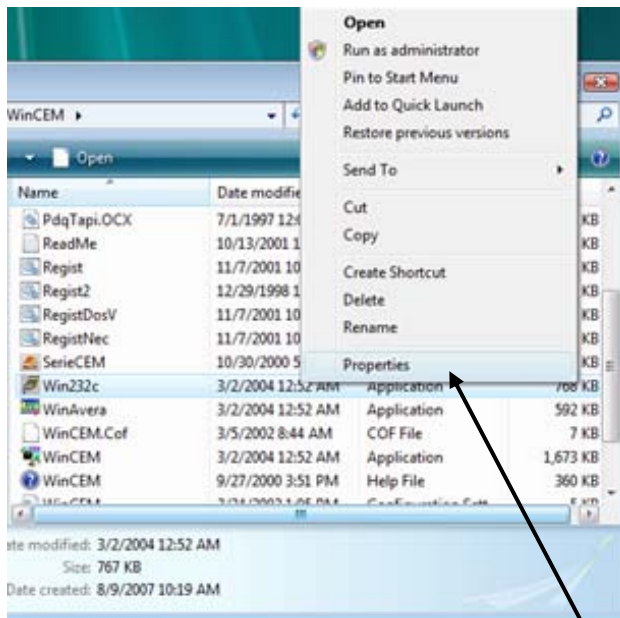 Open
Run as administrator
Pin to Start Menu
WinCEM
Add to Quick Launch
Restore previous versions
Open
Send To
Name Date modifie
Cut
PdqTapi.OCX 7/1/1997 12:0 KB
Copy
ReadMe 10/13/2001 1 KB
Regist 11/7/2001 10 KB
Create Shortcut
Regist2 12/29/1998 1 KB
Delete
RegistDosV 11/7/2001 10 KB
Rename
RegistNec 11/7/2001 10 KB
SerieCEM 10/30/2000 5 KB
Properties
Win232c 3/2/2004 12:52 AM Application 768 KB
WinAvera 3/2/2004 12:52 AM Application 592 KB
WinCEM.Cof 3/5/2002 8:44 AM COF File 7 KB
WinCEM 3/2/2004 12:52 AM Application 1,673 KB
WinCEM 9/27/2000 3:51 PM Help File 360 KB
modified: 3/2/2004 12:52 AM
Size: 767 KB
Date created: 8/9/2007 10:19 AM